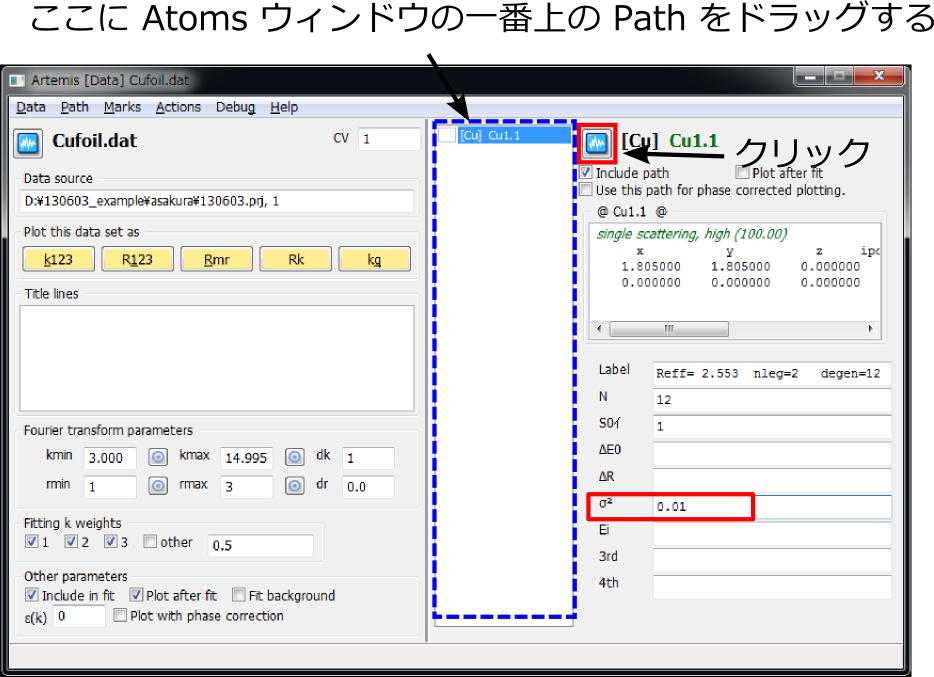 ここに Atoms ウィンドウの一番上の Path をドラッグする
Artemis [Data] Cufoil.dat
Data Path Marks Actions Debug Help
Cufoil.dat
CV 1
Data source
D:¥130603_example¥asakura¥130603.prj, 1
Plot this data set as
k123 R123 Rmr Rk kq
Title lines
Fourier transform parameters
kmin 3.000 kmax 14.995 dk 1
rmin 1 rmax 3 dr 0.0
Fitting k weights
1 2 3 other 0.5
Other parameters
Include in fit Plot after fit Fit background
ε(k) 0 Plot with phase correction
[Cu] Cu1.1
[Cu] Cu1.1
クリック
Include path Plot after fit
Use this path for phase corrected plotting.
@ Cu1.1 @
single scattering, high (100.00)
x y z ipo
1.805000 1.805000 0.000000
0.000000 0.000000 0.000000
Label Reff= 2.553 nleg=2 degen=12
N 12
S0イ 1
ΔE0
ΔR
σ² 0.01
Ei
3rd
4th